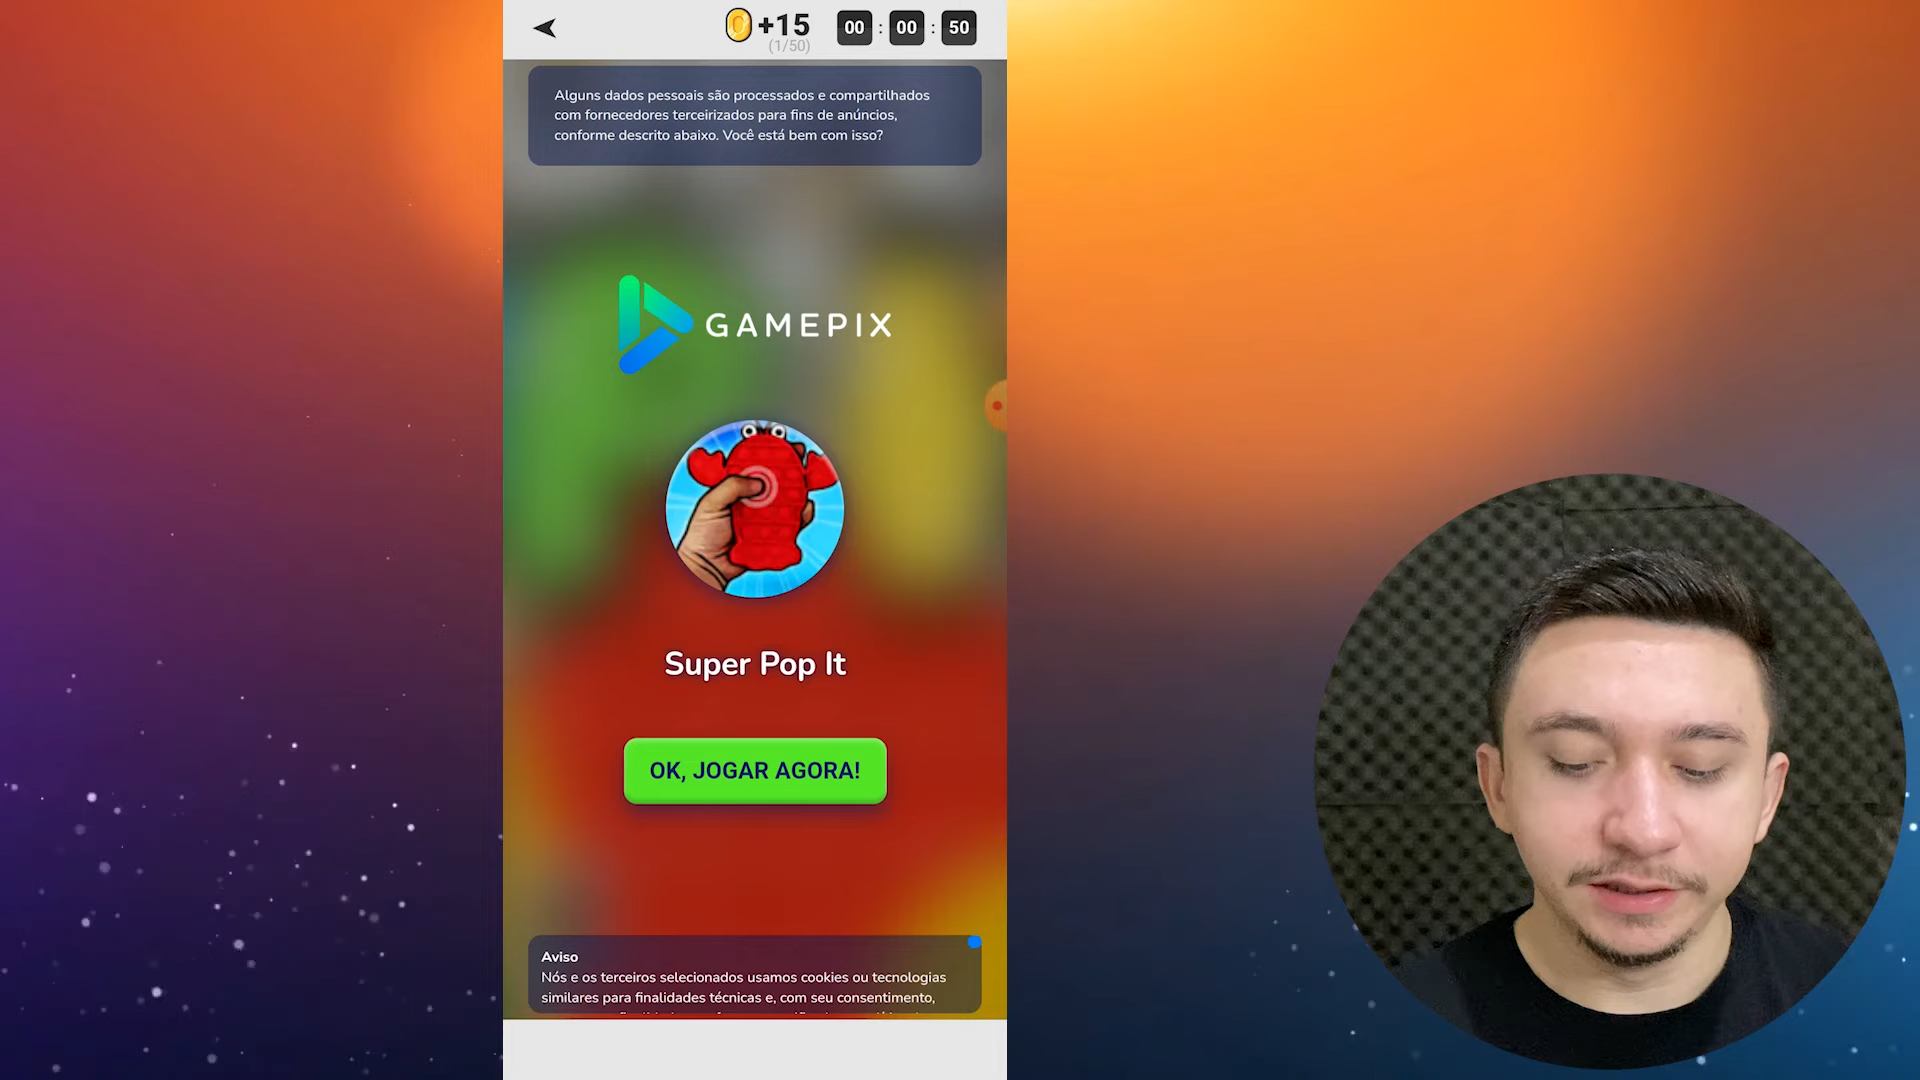 +15
(1/50)
00 : 00 : 50
Alguns dados pessoais são processados e compartilhados
com fornecedores terceirizados para fins de anúncios,
conforme descrito abaixo. Você está bem com isso?
GAMEPIX
Super Pop It
OK, JOGAR AGORA!
Aviso
Nós e os terceiros selecionados usamos cookies ou tecnologias
similares para finalidades técnicas e, com seu consentimento,